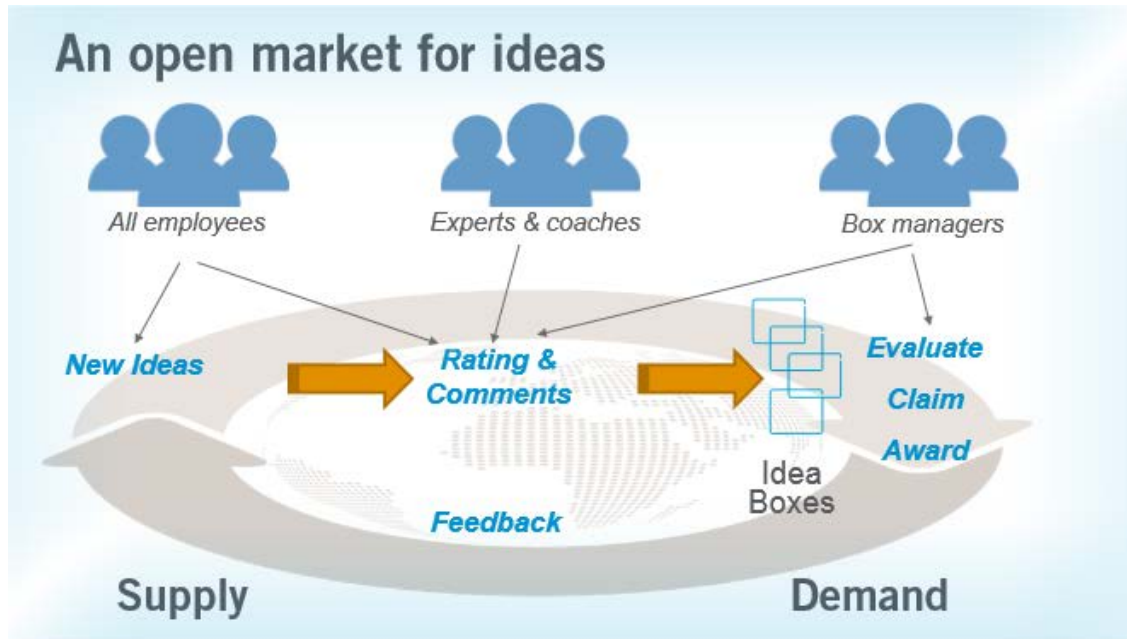 An open market for ideas
All employees
Experts & coaches
Box managers
New Ideas
Rating &
Comments
Evaluate
Claim
Award
Idea
Boxes
Feedback
Supply
Demand